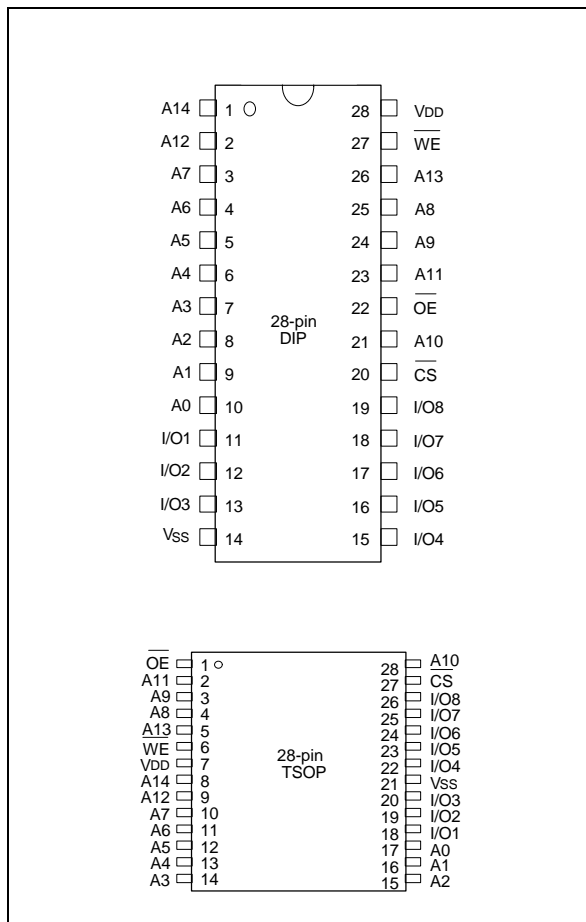 A14 1 28 VDD
A12 2 27 WE
A7 3 26 A13
A6 4 25 A8
A5 5 24 A9
A4 6 23 A11
A3 7 22 OE
28-pin
DIP
A2 8 21 A10
A1 9 20 CS
A0 10 19 I/O8
I/O1 11 18 I/O7
I/O2 12 17 I/O6
I/O3 13 16 I/O5
VSS 14 15 I/O4
OE 1 28 A10
A11 2 27 CS
A9 3 26 I/O8
A8 4 25 I/O7
A13 5 24 I/O6
WE 6 23 I/O5
28-pin
TSOP
VDD 7 22 I/O4
A14 8 21 VSS
A12 9 20 I/O3
A7 10 19 I/O2
A6 11 18 I/O1
A5 12 17 A0
A4 13 16 A1
A3 14 15 A2